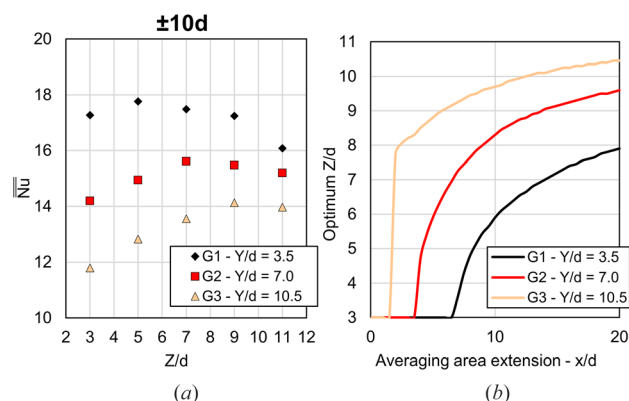 ±10d
20
18
16
14
12
10
Nu
2 3 4 5 6 7 8 9 10 11 12
Z/d
G1 - Y/d = 3.5
G2 - Y/d = 7.0
G3 - Y/d = 10.5
(a)
11
10
9
8
7
6
5
4
3
Optimum Z/d
0 10 20
Averaging area extension - x/d
G1 - Y/d = 3.5
G2 - Y/d = 7.0
G3 - Y/d = 10.5
(b)